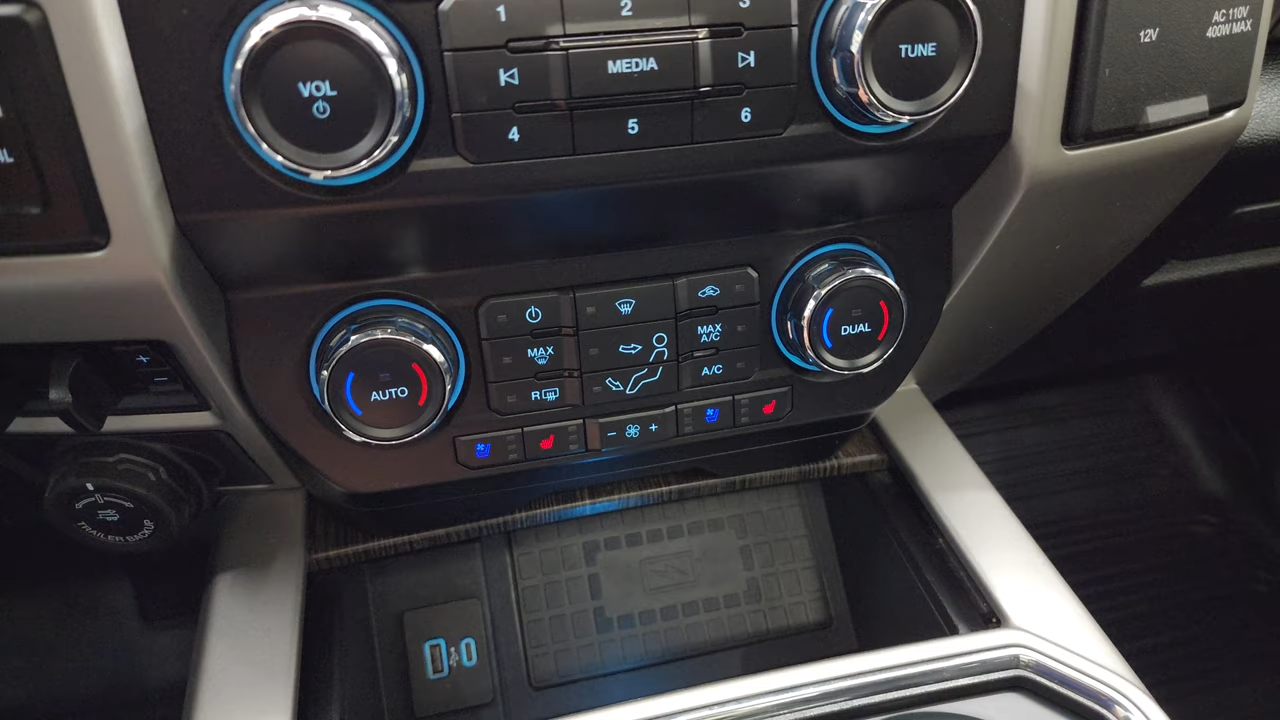 1
2
3
VOL
MEDIA
TUNE
4
5
6
12V
AC 110V
400W MAX
AUTO
MAX
R
MAX
A/C
A/C
DUAL
- +
+
-
TRAILER BACKUP